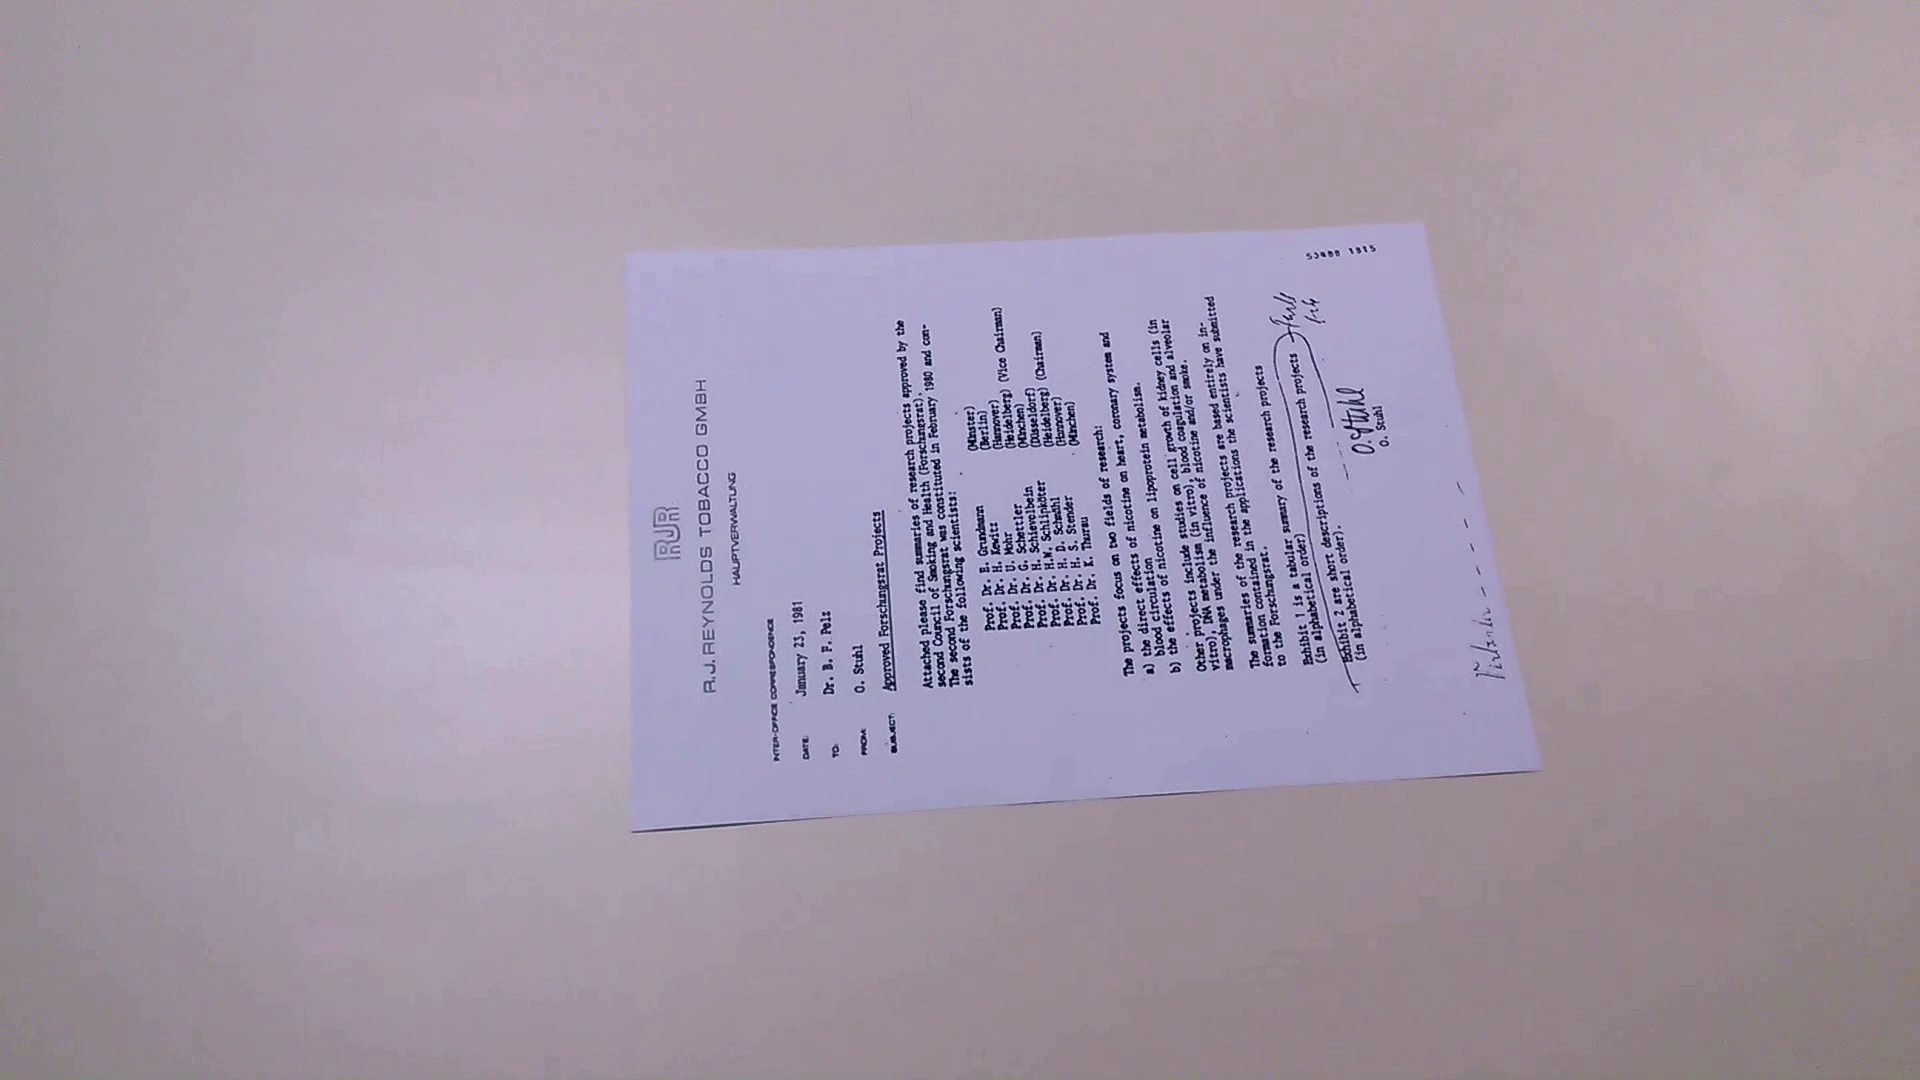 RJR
R.J. REYNOLDS TOBACCO GMBH
HAUPTVERWALTUNG
INTER-OFFICE CORRESPONDENCE
DATE: January 23, 1981
TO: Dr. B. F. Pelz
FROM: O. Stuhl
SUBJECT: Approved Forschungsrat Projects
Attached please find summaries of research projects approved by the
second Council of Smoking and Health (Forschungsrat).
The second Forschungsrat was constituted in February 1980 and con-
sists of the following scientists:
Prof. Dr. E. Grundmann (Münster)
Prof. Dr. H. Kewitz (Berlin)
Prof. Dr. U. Mohr (Hannover)
Prof. Dr. G. Schettler (Heidelberg) (Vice Chairman)
Prof. Dr. H. Schievelbein (München)
Prof. Dr. H.W. Schlipköter (Düsseldorf)
Prof. Dr. H. D. Schmähl (Heidelberg) (Chairman)
Prof. Dr. H. S. Stender (Hannover)
Prof. Dr. K. Thurau (München)
The projects focus on two fields of research:
a) the direct effects of nicotine on heart, coronary system and
blood circulation
b) the effects of nicotine on lipoprotein metabolism.
Other projects include studies on cell growth of kidney cells (in
vitro), DNA metabolism (in vitro), blood coagulation and alveolar
macrophages under the influence of nicotine and/or smoke.
The summaries of the research projects are based entirely on in-
formation contained in the applications the scientists have submitted
to the Forschungsrat.
Exhibit 1 is a tabular summary of the research projects
(in alphabetical order)
Exhibit 2 are short descriptions of the research projects
(in alphabetical order).
O. Stuhl
O. Stuhl
1915